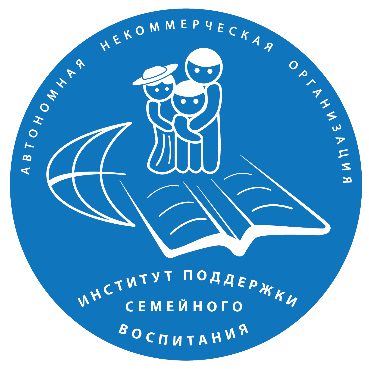 АВТОНОМНАЯ НЕКОММЕРЧЕСКАЯ ОРГАНИЗАЦИЯ
ИНСТИТУТ ПОДДЕРЖКИ
СЕМЕЙНОГО
ВОСПИТАНИЯ